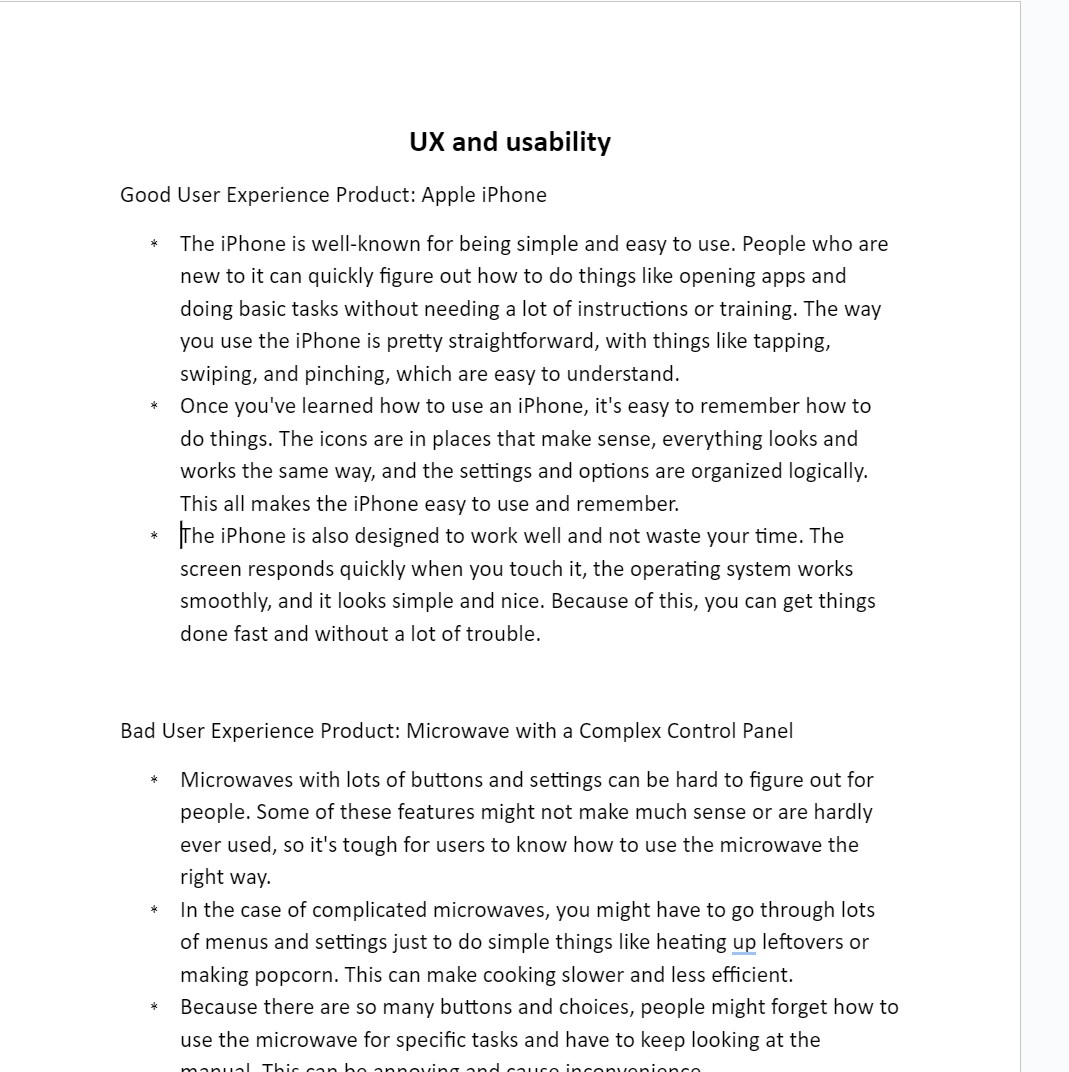 UX and usability
Good User Experience Product: Apple iPhone
* The iPhone is well-known for being simple and easy to use. People who are
new to it can quickly figure out how to do things like opening apps and
doing basic tasks without needing a lot of instructions or training. The way
you use the iPhone is pretty straightforward, with things like tapping,
swiping, and pinching, which are easy to understand.
* Once you've learned how to use an iPhone, it's easy to remember how to
do things. The icons are in places that make sense, everything looks and
works the same way, and the settings and options are organized logically.
This all makes the iPhone easy to use and remember.
* The iPhone is also designed to work well and not waste your time. The
screen responds quickly when you touch it, the operating system works
smoothly, and it looks simple and nice. Because of this, you can get things
done fast and without a lot of trouble.
Bad User Experience Product: Microwave with a Complex Control Panel
* Microwaves with lots of buttons and settings can be hard to figure out for
people. Some of these features might not make much sense or are hardly
ever used, so it's tough for users to know how to use the microwave the
right way.
* In the case of complicated microwaves, you might have to go through lots
of menus and settings just to do simple things like heating up leftovers or
making popcorn. This can make cooking slower and less efficient.
* Because there are so many buttons and choices, people might forget how to
use the microwave for specific tasks and have to keep looking at the
manual. This can be annoying and cause inconvenience.